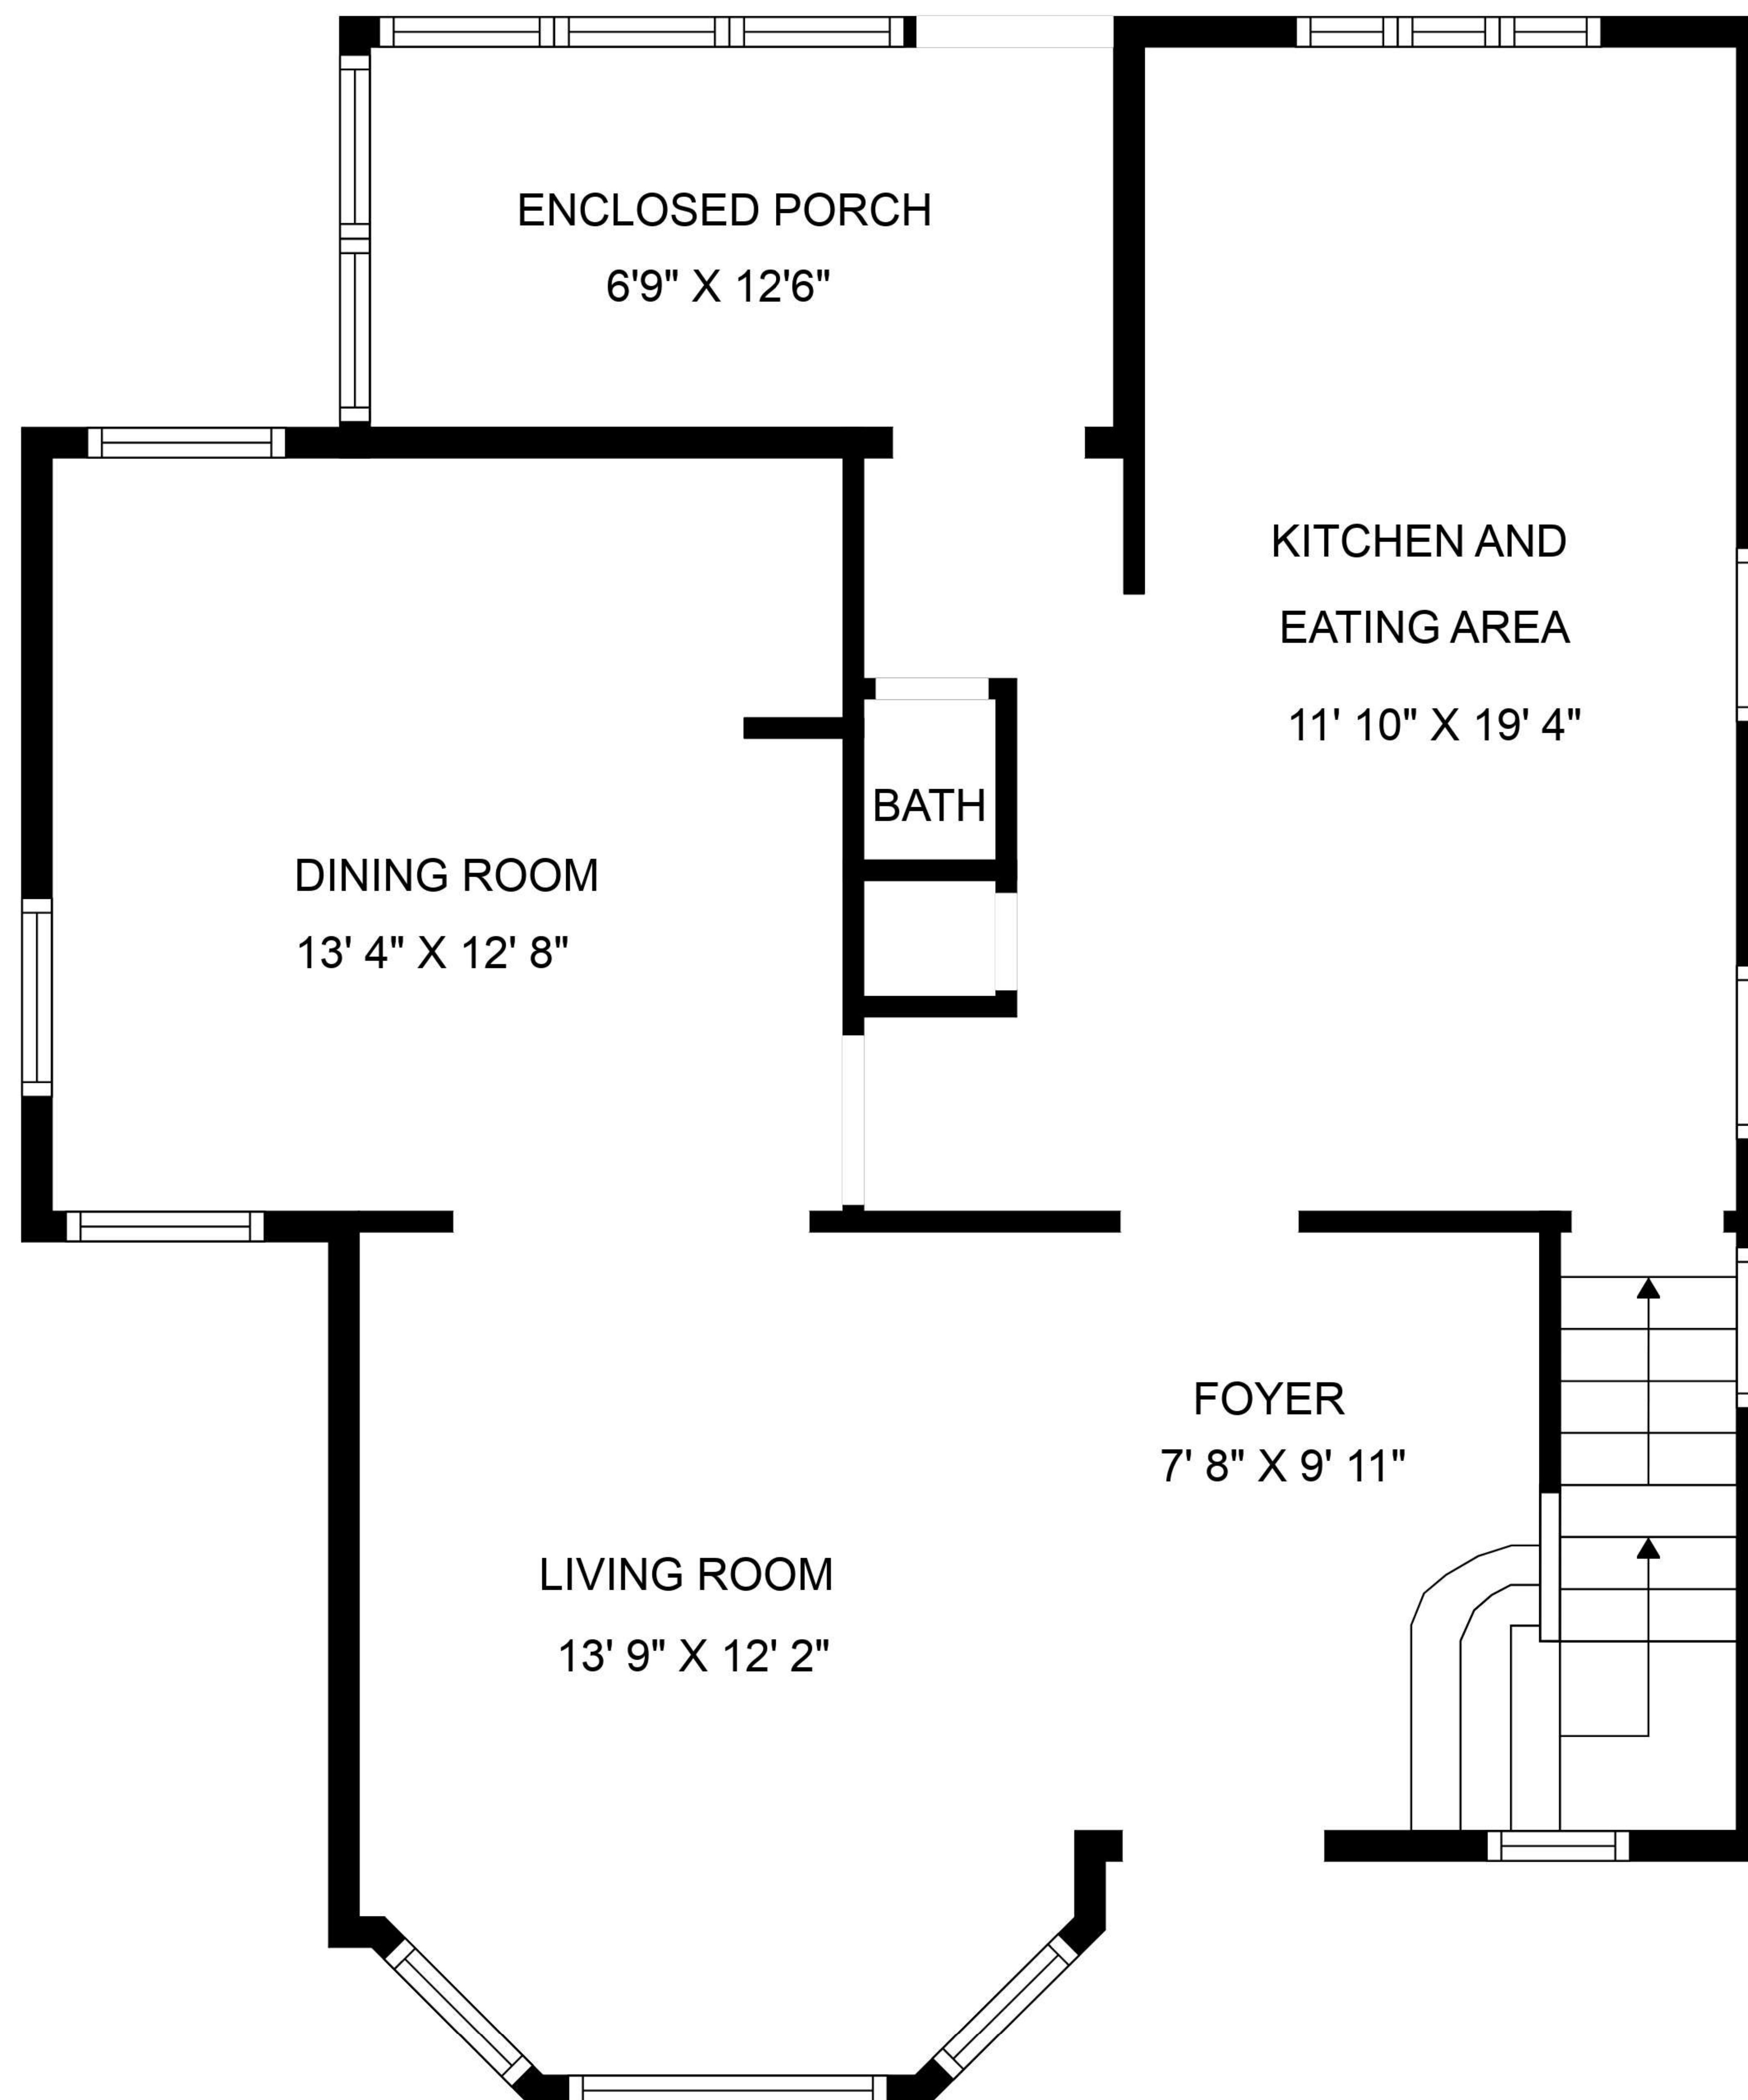 ENCLOSED PORCH
6'9" X 12'6"
KITCHEN AND
EATING AREA
11' 10" X 19' 4"
BATH
DINING ROOM
13' 4" X 12' 8"
FOYER
7' 8" X 9' 11"
LIVING ROOM
13' 9" X 12' 2"